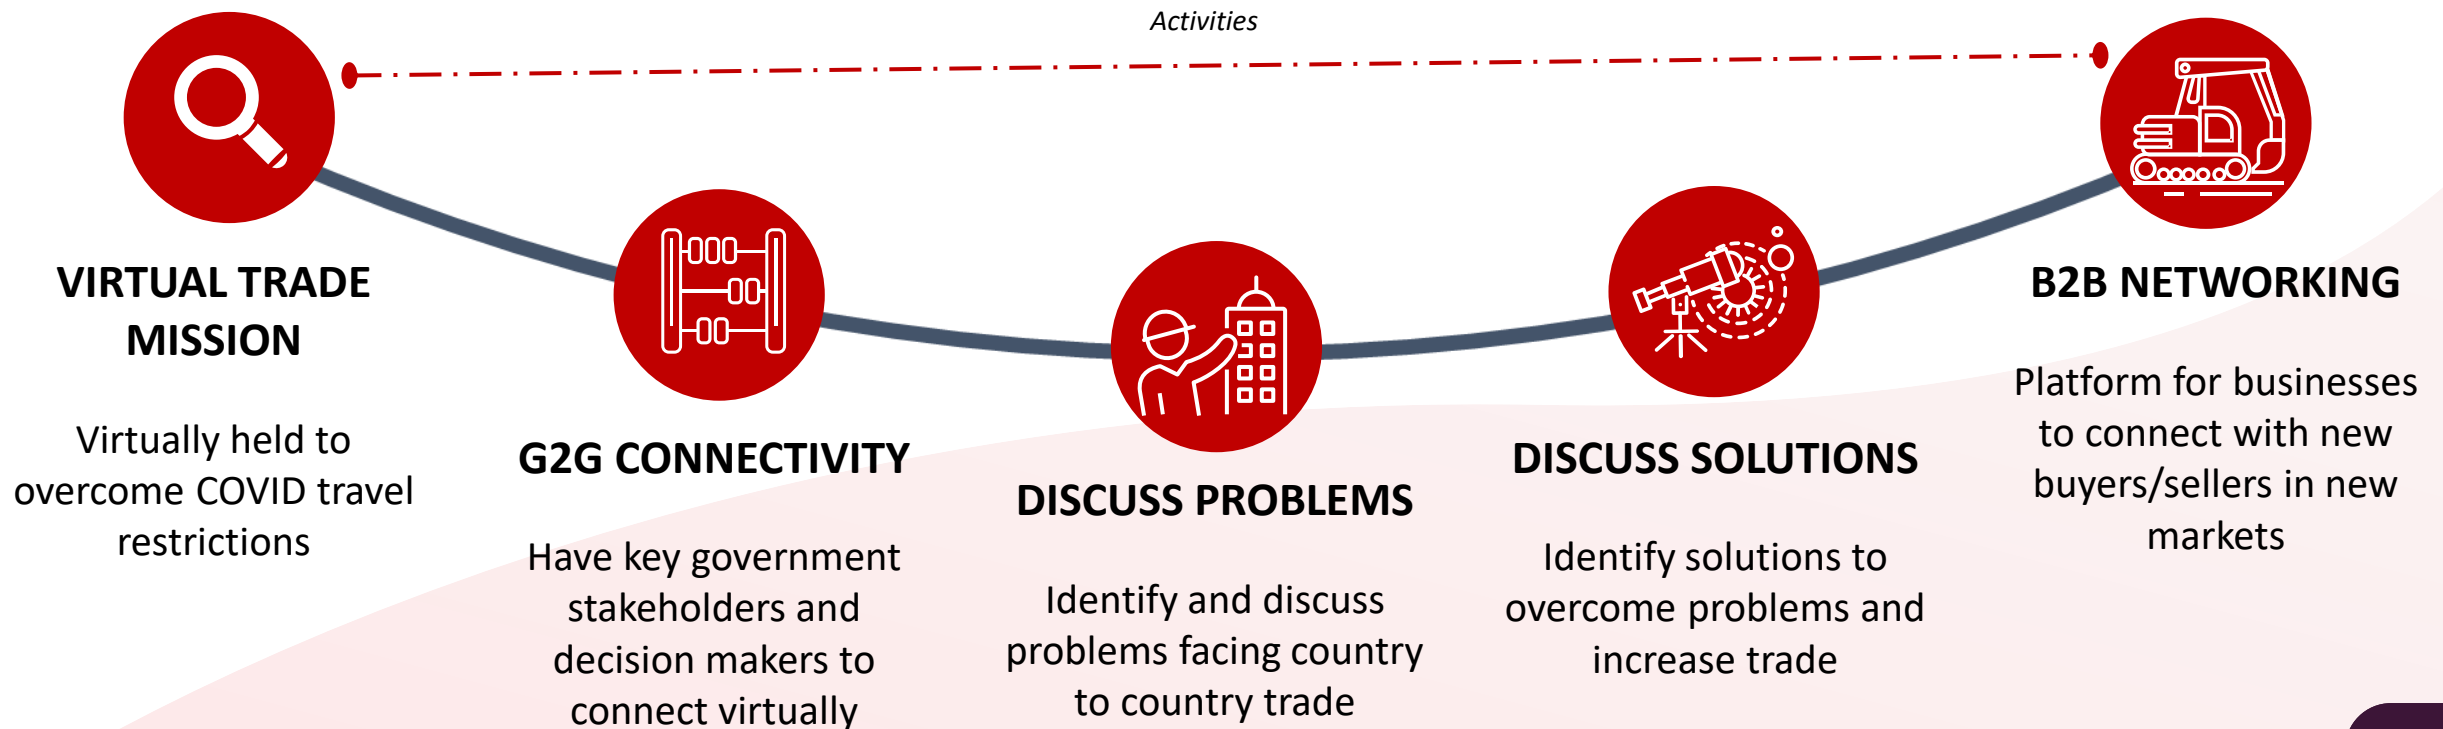 Activities
VIRTUAL TRADE
MISSION
Virtually held to
overcome COVID travel
restrictions
G2G CONNECTIVITY
Have key government
stakeholders and
decision makers to
connect virtually
DISCUSS PROBLEMS
Identify and discuss
problems facing country
to country trade
DISCUSS SOLUTIONS
Identify solutions to
overcome problems and
increase trade
B2B NETWORKING
Platform for businesses
to connect with new
buyers/sellers in new
markets